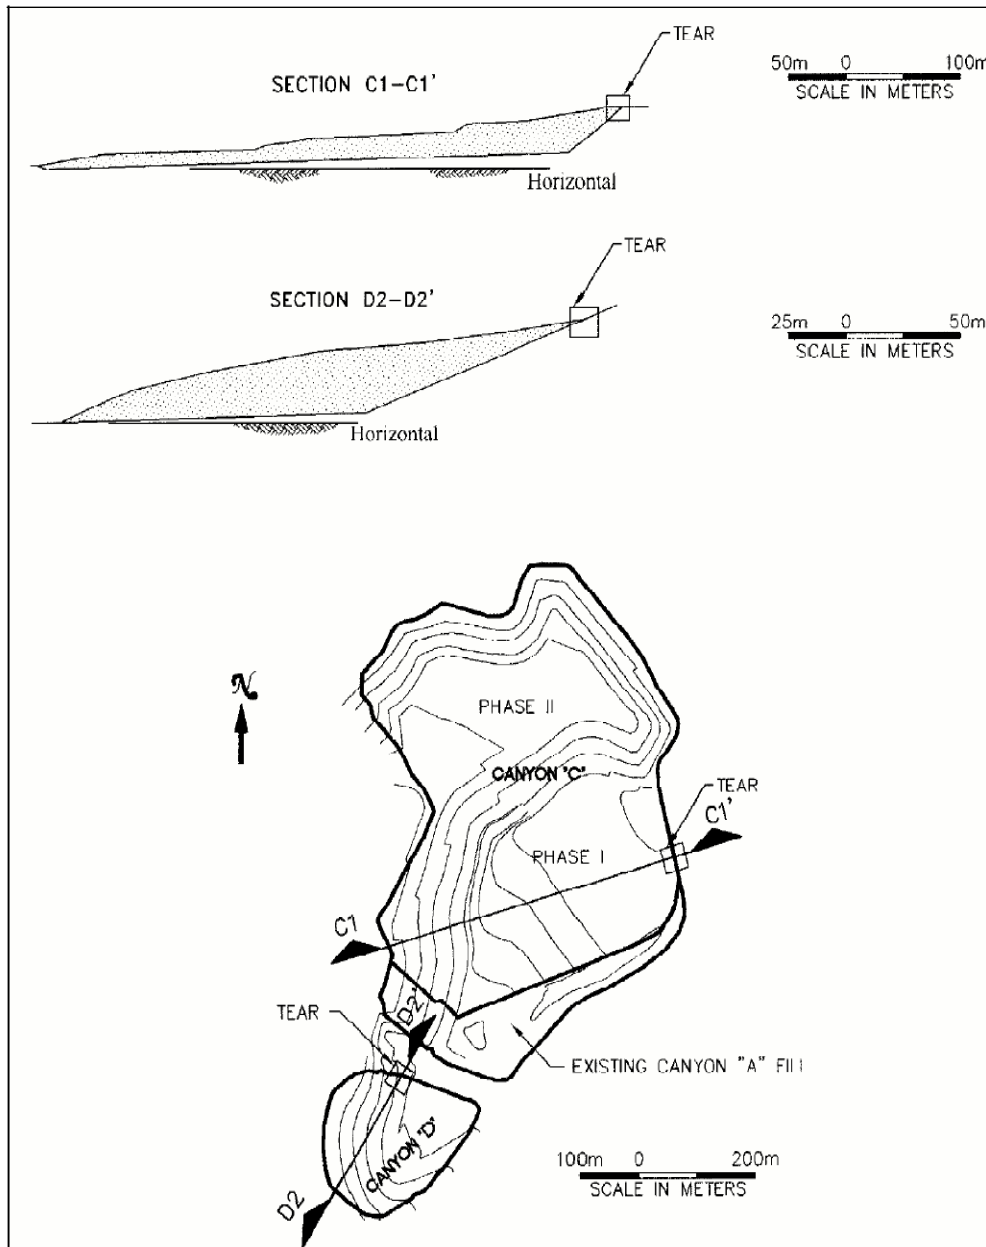 TEAR
SECTION C1-C1'
50m 0 100m
SCALE IN METERS
Horizontal
TEAR
SECTION D2-D2'
25m 0 50m
SCALE IN METERS
Horizontal
N
PHASE II
CANYON "C"
TEAR
C1'
PHASE I
C1
D2'
TEAR
EXISTING CANYON "A" FILL
CANYON "D"
100m 0 200m
SCALE IN METERS
D2